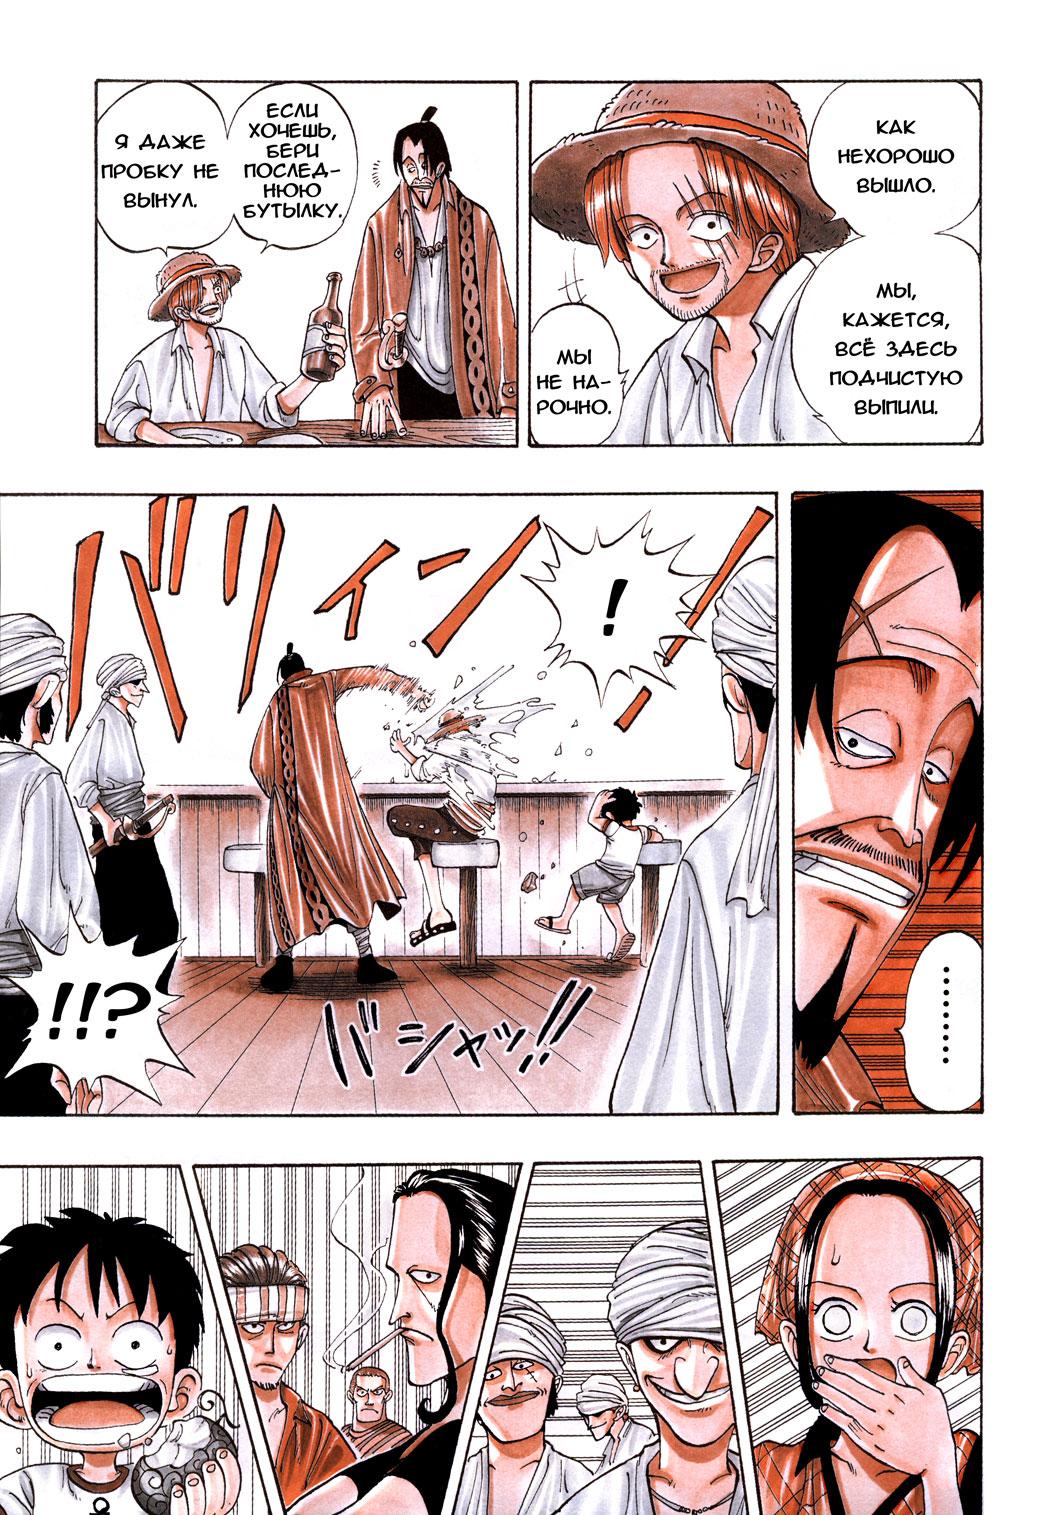 КАК
НЕХОРОШО
ВЫШЛО.
МЫ,
КАЖЕТСЯ,
ВСЁ ЗДЕСЬ
ПОДЧИСТУЮ
ВЫПИЛИ.
МЫ
НЕ НА-
РОЧНО.
ЕСЛИ
ХОЧЕШЬ,
БЕРИ
ПОСЛЕД-
НЮЮ
БУТЫЛКУ.
Я ДАЖЕ
ПРОБКУ НЕ
ВЫНУЛ.
.........
!
バリィン!!
バシャッ!!
!!?